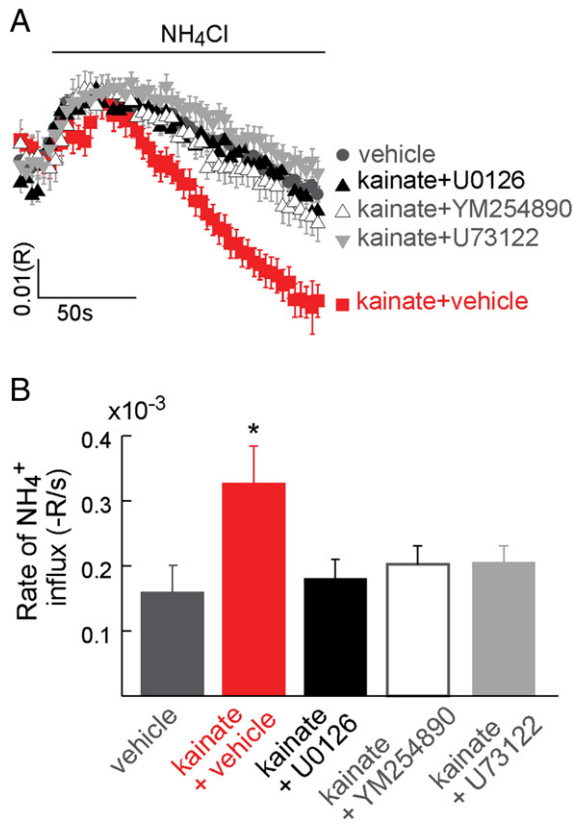 A
NH₄Cl
vehicle
kainate+U0126
kainate+YM254890
kainate+U73122
kainate+vehicle
0.01(R)
50s
B
x10⁻³
0.4
*
0.3
0.2
0.1
Rate of NH₄⁺
influx (-R/s)
vehicle
kainate
+ vehicle
kainate
+ U0126
kainate
+ YM254890
kainate
+ U73122